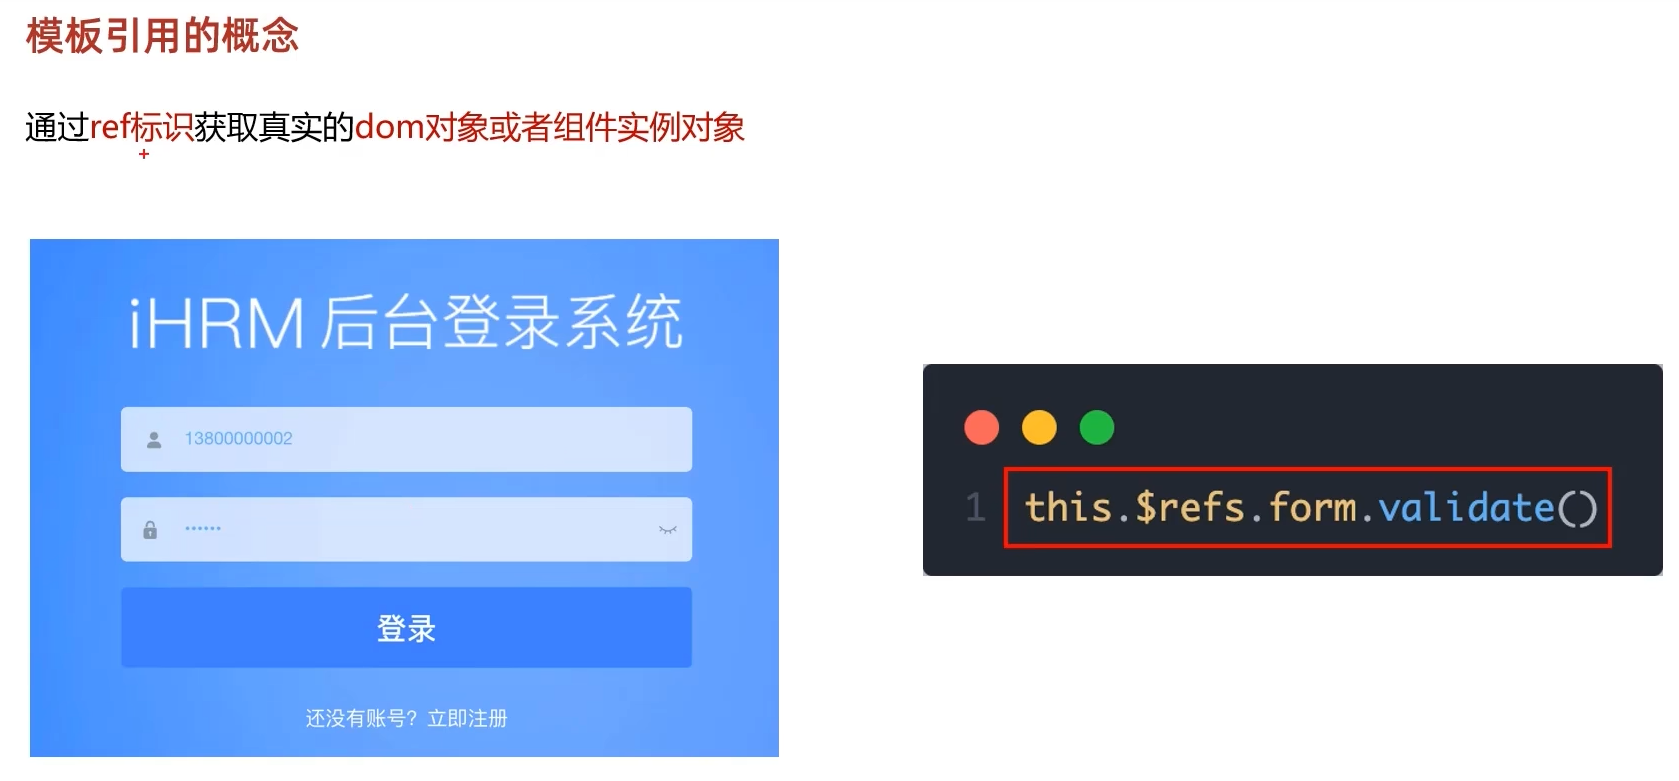 模板引用的概念
通过ref标识获取真实的dom对象或者组件实例对象
iHRM 后台登录系统
13800000002
••••••
登录
还没有账号？立即注册
1 this.$refs.form.validate()